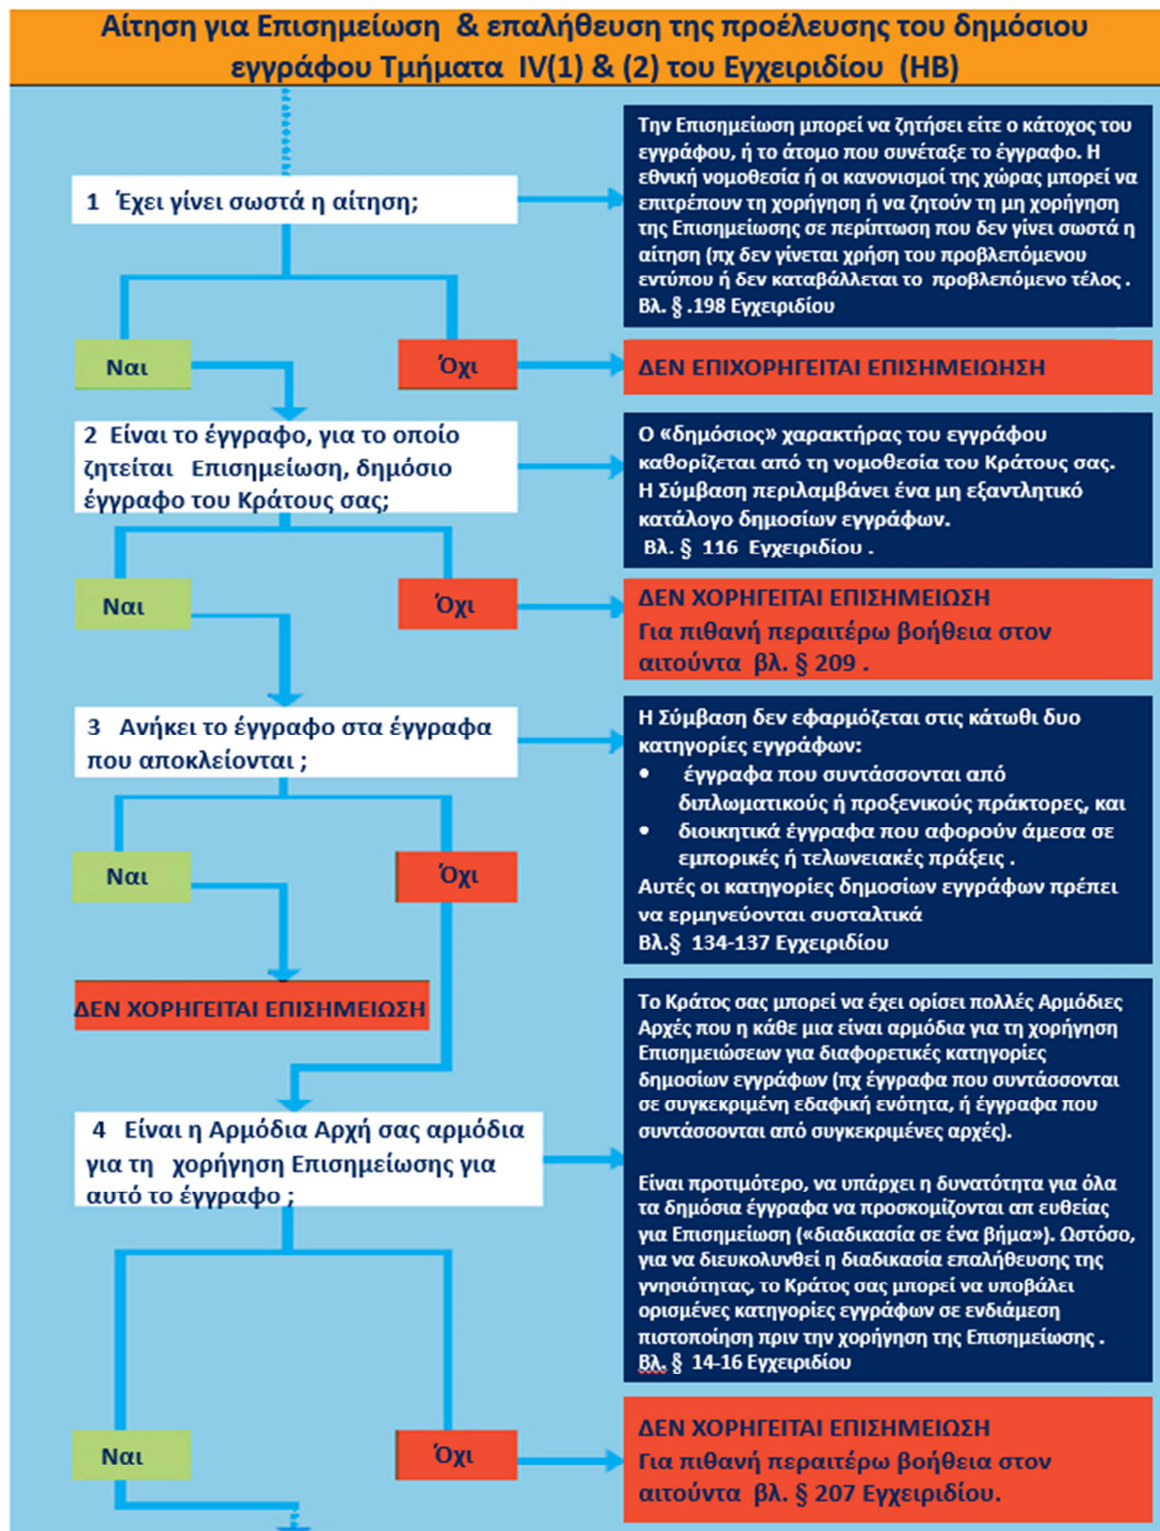 Αίτηση για Επισημείωση & επαλήθευση της προέλευσης του δημόσιου
εγγράφου Τμήματα IV(1) & (2) του Εγχειριδίου (HB)
1 Έχει γίνει σωστά η αίτηση;
Την Επισημείωση μπορεί να ζητήσει είτε ο κάτοχος του
εγγράφου, ή το άτομο που συνέταξε το έγγραφο. Η
εθνική νομοθεσία ή οι κανονισμοί της χώρας μπορεί να
επιτρέπουν τη χορήγηση ή να ζητούν τη μη χορήγηση
της Επισημείωσης σε περίπτωση που δεν γίνει σωστά η
αίτηση (πχ δεν γίνεται χρήση του προβλεπόμενου
εντύπου ή δεν καταβάλλεται το προβλεπόμενο τέλος .
Βλ. § .198 Εγχειριδίου
Ναι
Όχι
ΔΕΝ ΕΠΙΧΟΡΗΓΕΙΤΑΙ ΕΠΙΣΗΜΕΙΩΗΣΗ
2 Είναι το έγγραφο, για το οποίο
ζητείται Επισημείωση, δημόσιο
έγγραφο του Κράτους σας;
Ο «δημόσιος» χαρακτήρας του εγγράφου
καθορίζεται από τη νομοθεσία του Κράτους σας.
Η Σύμβαση περιλαμβάνει ένα μη εξαντλητικό
κατάλογο δημοσίων εγγράφων.
Βλ. § 116 Εγχειριδίου .
Ναι
Όχι
ΔΕΝ ΧΟΡΗΓΕΙΤΑΙ ΕΠΙΣΗΜΕΙΩΣΗ
Για πιθανή περαιτέρω βοήθεια στον
αιτούντα βλ. § 209 .
3 Ανήκει το έγγραφο στα έγγραφα
που αποκλείονται ;
Η Σύμβαση δεν εφαρμόζεται στις κάτωθι δυο
κατηγορίες εγγράφων:
• έγγραφα που συντάσσονται από
διπλωματικούς ή προξενικούς πράκτορες, και
• διοικητικά έγγραφα που αφορούν άμεσα σε
εμπορικές ή τελωνειακές πράξεις .
Αυτές οι κατηγορίες δημοσίων εγγράφων πρέπει
να ερμηνεύονται συσταλτικά
Βλ.§ 134-137 Εγχειριδίου
Ναι
Όχι
ΔΕΝ ΧΟΡΗΓΕΙΤΑΙ ΕΠΙΣΗΜΕΙΩΣΗ
4 Είναι η Αρμόδια Αρχή σας αρμόδια
για τη χορήγηση Επισημείωσης για
αυτό το έγγραφο ;
Το Κράτος σας μπορεί να έχει ορίσει πολλές Αρμόδιες
Αρχές που η κάθε μια είναι αρμόδια για τη χορήγηση
Επισημειώσεων για διαφορετικές κατηγορίες
δημοσίων εγγράφων (πχ έγγραφα που συντάσσονται
σε συγκεκριμένη εδαφική ενότητα, ή έγγραφα που
συντάσσονται από συγκεκριμένες αρχές).
Είναι προτιμότερο, να υπάρχει η δυνατότητα για όλα
τα δημόσια έγγραφα να προσκομίζονται απ ευθείας
για Επισημείωση («διαδικασία σε ένα βήμα»). Ωστόσο,
για να διευκολυνθεί η διαδικασία επαλήθευσης της
γνησιότητας, το Κράτος σας μπορεί να υποβάλει
ορισμένες κατηγορίες εγγράφων σε ενδιάμεση
πιστοποίηση πριν την χορήγηση της Επισημείωσης .
Βλ. § 14-16 Εγχειριδίου
Ναι
Όχι
ΔΕΝ ΧΟΡΗΓΕΙΤΑΙ ΕΠΙΣΗΜΕΙΩΣΗ
Για πιθανή περαιτέρω βοήθεια στον
αιτούντα βλ. § 207 Εγχειριδίου.